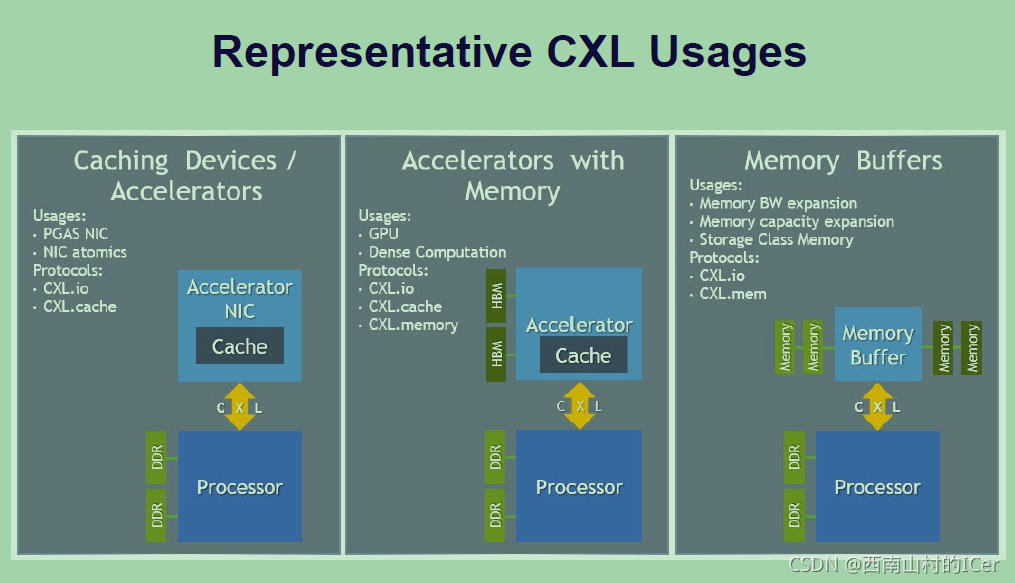 Representative CXL Usages
Caching Devices /
Accelerators
Usages:
· PGAS NIC
· NIC atomics
Protocols:
· CXL.io
· CXL.cache
Accelerator
NIC
Cache
C X L
DDR
DDR
Processor
Accelerators with
Memory
Usages:
· GPU
· Dense Computation
Protocols:
· CXL.io
· CXL.cache
· CXL.memory
HBM
HBM
Accelerator
Cache
C X L
DDR
DDR
Processor
Memory Buffers
Usages:
· Memory BW expansion
· Memory capacity expansion
· Storage Class Memory
Protocols:
· CXL.io
· CXL.mem
Memory
Memory
Memory
Buffer
Memory
Memory
C X L
DDR
DDR
Processor
CSDN @西南山村的ICer